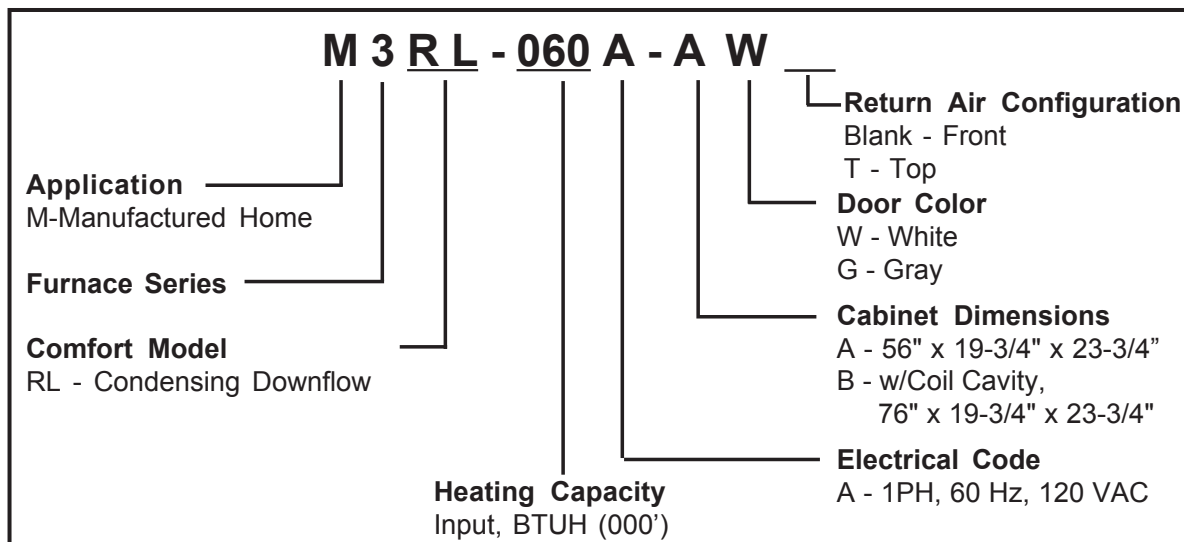 M 3 R L - 060 A - A W
Return Air Configuration
Blank - Front
T - Top
Application
M-Manufactured Home
Door Color
W - White
G - Gray
Furnace Series
Cabinet Dimensions
A - 56" x 19-3/4" x 23-3/4”
B - w/Coil Cavity,
76" x 19-3/4" x 23-3/4"
Comfort Model
RL - Condensing Downflow
Electrical Code
A - 1PH, 60 Hz, 120 VAC
Heating Capacity
Input, BTUH (000’)